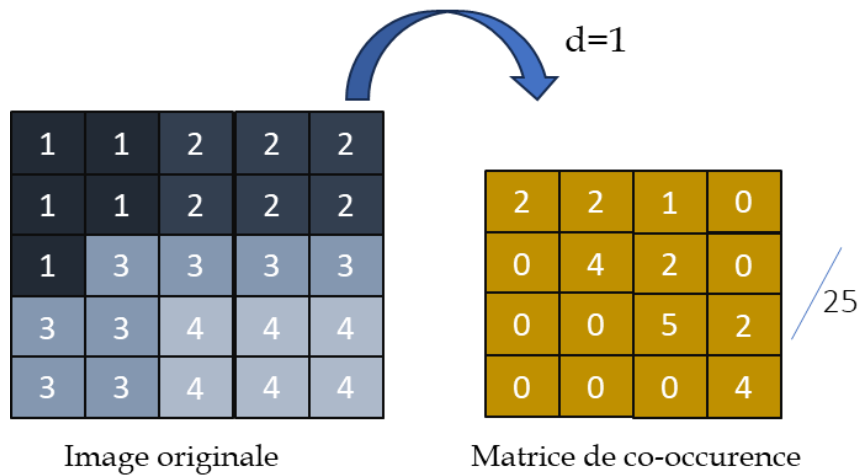 d=1
1 1 2 2 2
1 1 2 2 2
1 3 3 3 3
3 3 4 4 4
3 3 4 4 4
2 2 1 0
0 4 2 0
0 0 5 2
0 0 0 4
/25
Image originale
Matrice de co-occurence